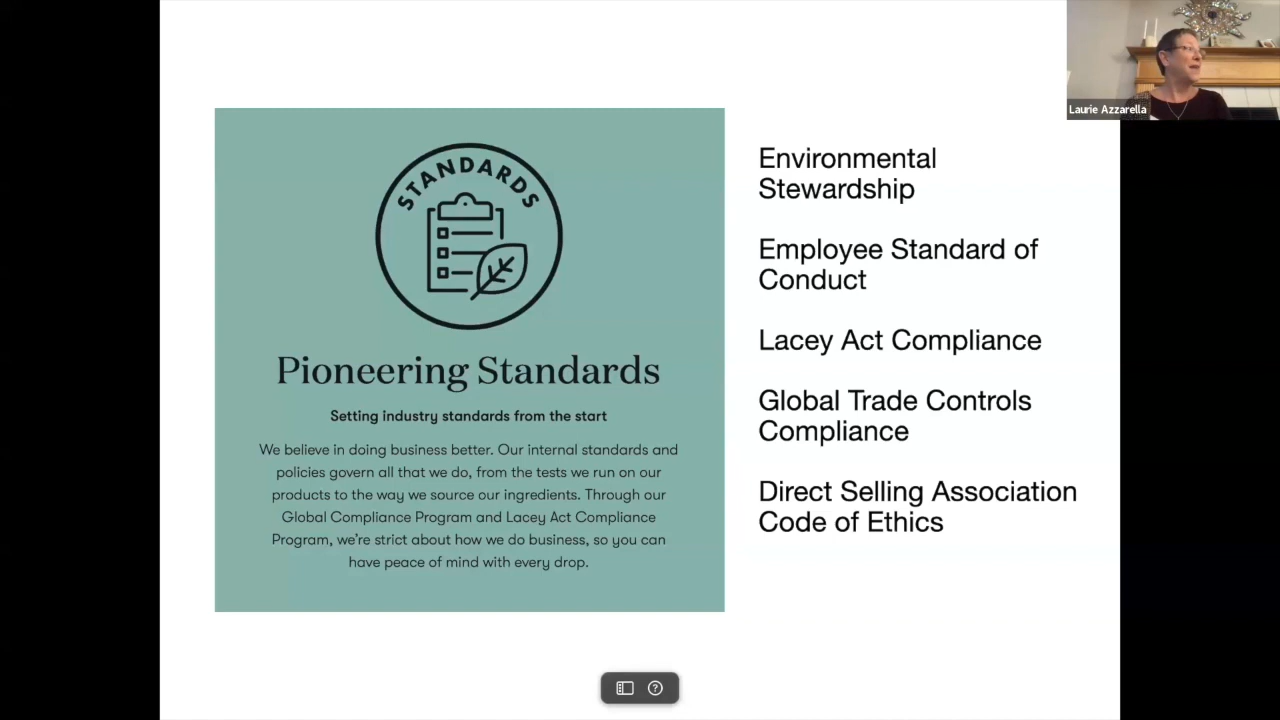 STANDARDS
Pioneering Standards
Setting industry standards from the start
We believe in doing business better. Our internal standards and
policies govern all that we do, from the tests we run on our
products to the way we source our ingredients. Through our
Global Compliance Program and Lacey Act Compliance
Program, we’re strict about how we do business, so you can
have peace of mind with every drop.
Environmental
Stewardship
Employee Standard of
Conduct
Lacey Act Compliance
Global Trade Controls
Compliance
Direct Selling Association
Code of Ethics
Laurie Azzarella